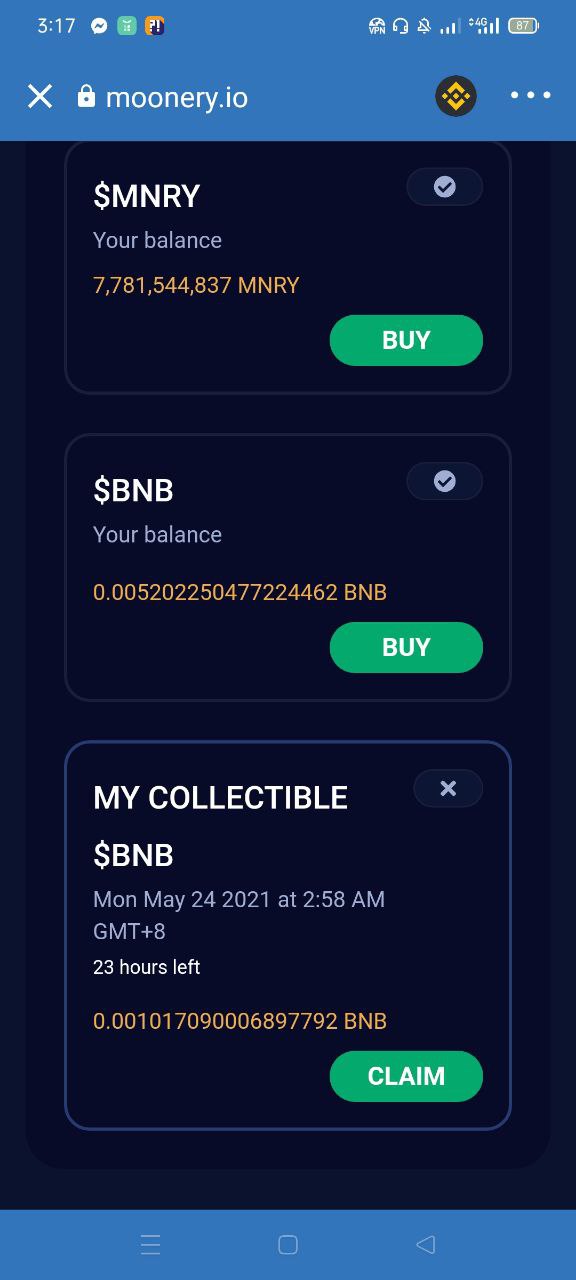 3:17
?!
VPN
4G
87
moonery.io
$MNRY
Your balance
7,781,544,837 MNRY
BUY
$BNB
Your balance
0.005202250477224462 BNB
BUY
MY COLLECTIBLE
$BNB
Mon May 24 2021 at 2:58 AM
GMT+8
23 hours left
0.001017090006897792 BNB
CLAIM